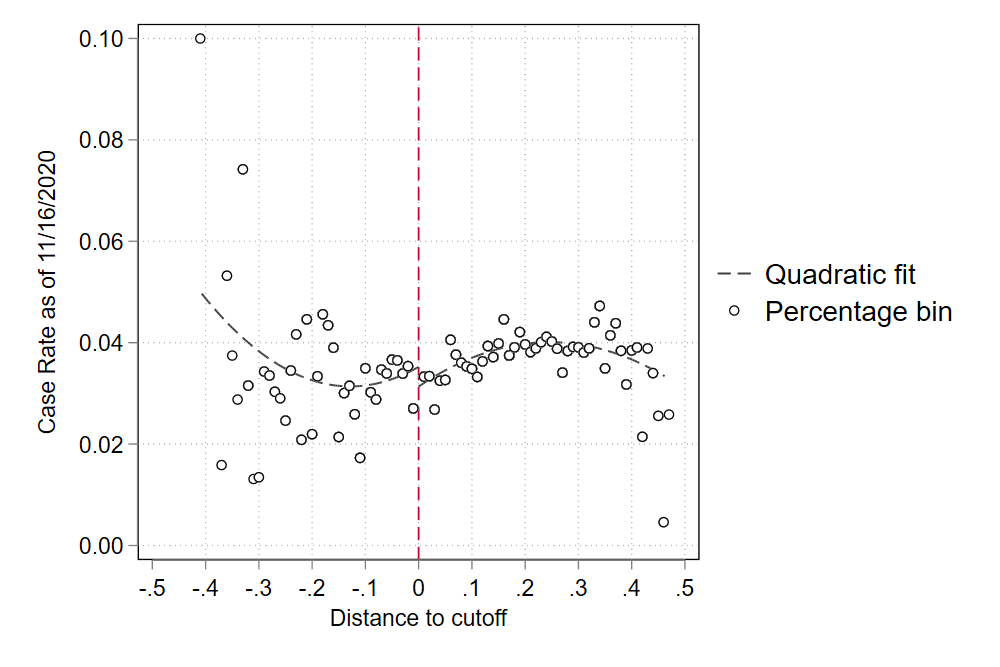 0.10
0.08
0.06
0.04
0.02
0.00
Case Rate as of 11/16/2020
-.5 -.4 -.3 -.2 -.1 0 .1 .2 .3 .4 .5
Distance to cutoff
Quadratic fit
Percentage bin